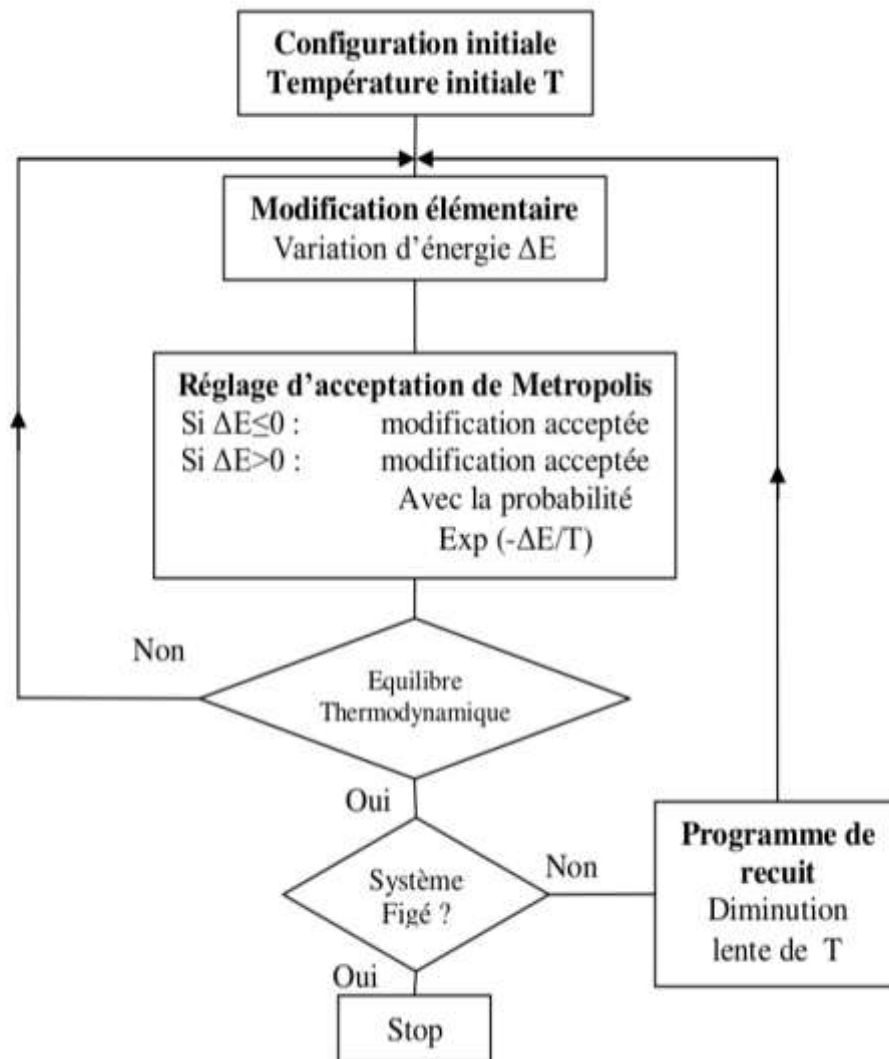 Configuration initiale
Température initiale T
Modification élémentaire
Variation d’énergie ΔE
Réglage d’acceptation de Metropolis
Si ΔE≤0 : modification acceptée
Si ΔE>0 : modification acceptée
Avec la probabilité
Exp (-ΔE/T)
Non
Equilibre
Thermodynamique
Oui
Système
Figé ?
Non
Programme de
recuit
Diminution
lente de T
Oui
Stop